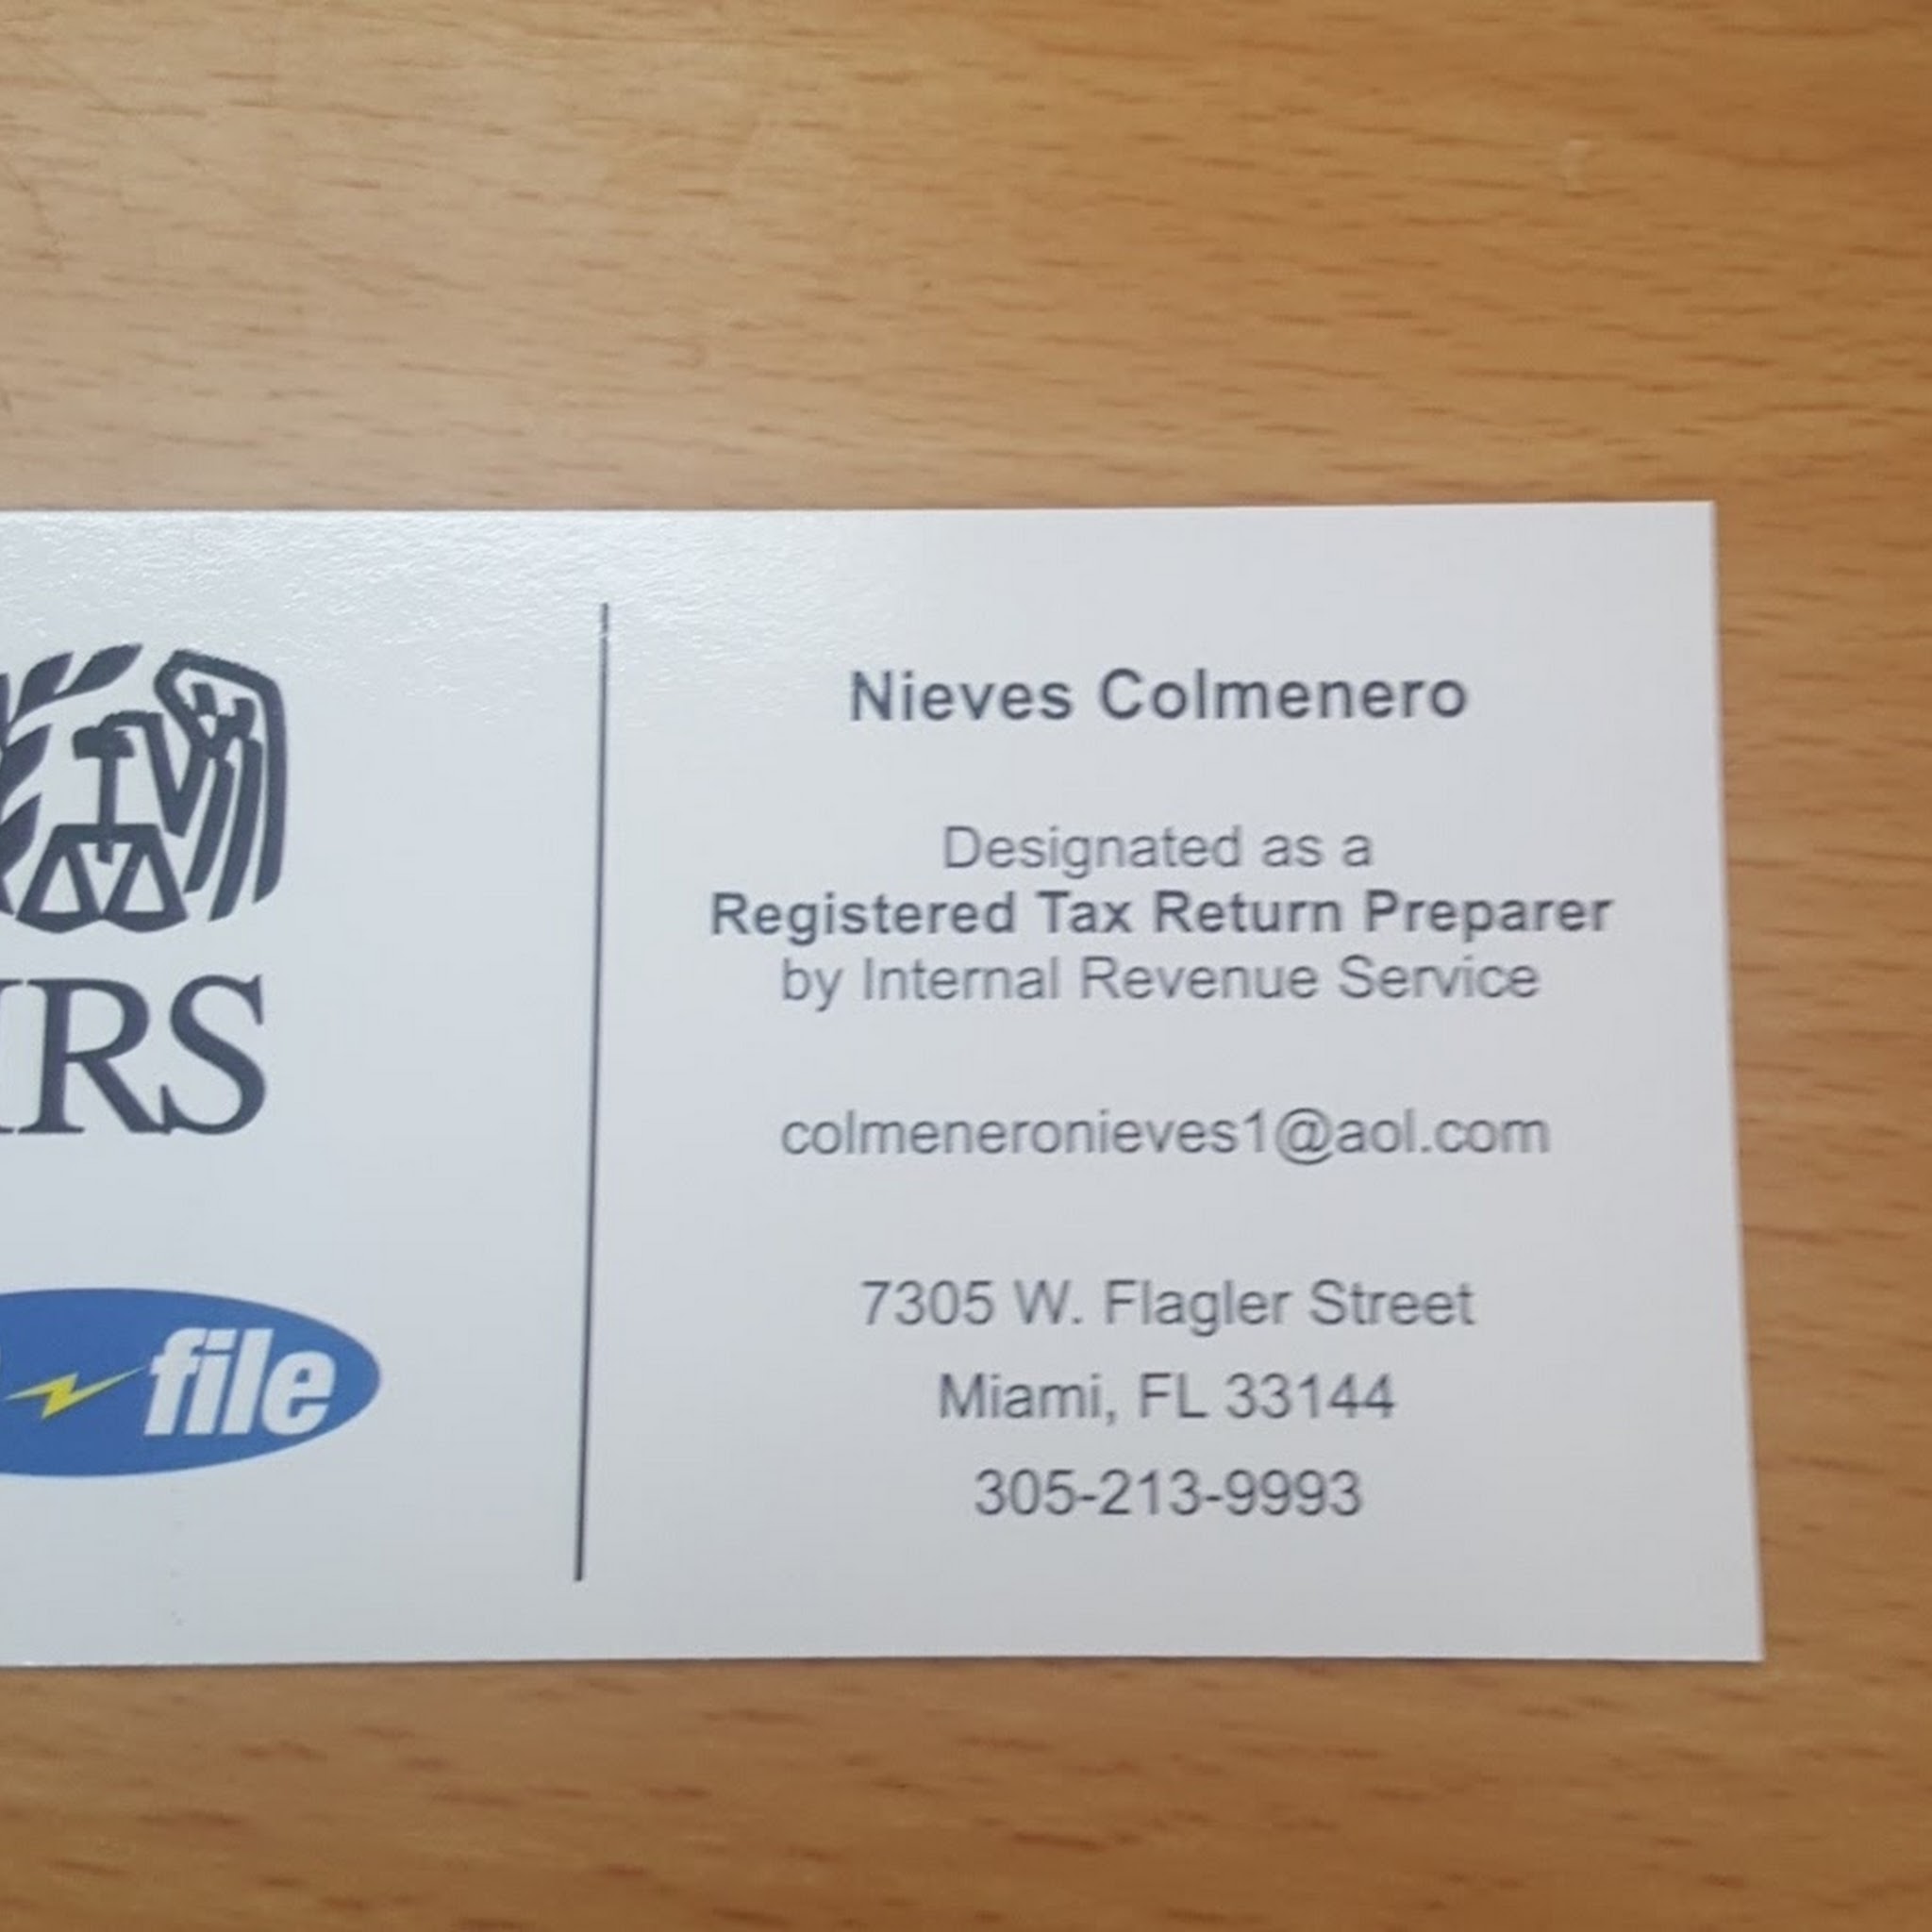 IRS
file
Nieves Colmenero
Designated as a
Registered Tax Return Preparer
by Internal Revenue Service
colmeneronieves1@aol.com
7305 W. Flagler Street
Miami, FL 33144
305-213-9993